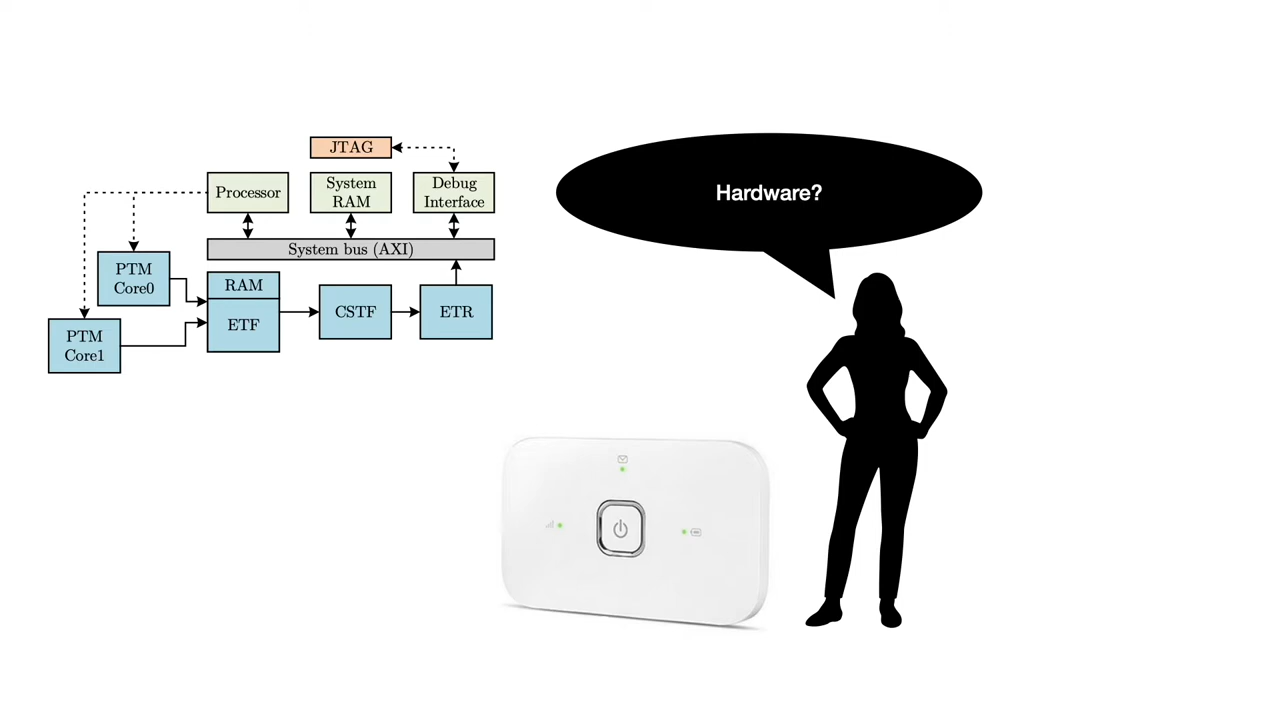 JTAG
Processor
System
RAM
Debug
Interface
System bus (AXI)
PTM
Core0
RAM
ETF
CSTF
ETR
PTM
Core1
Hardware?